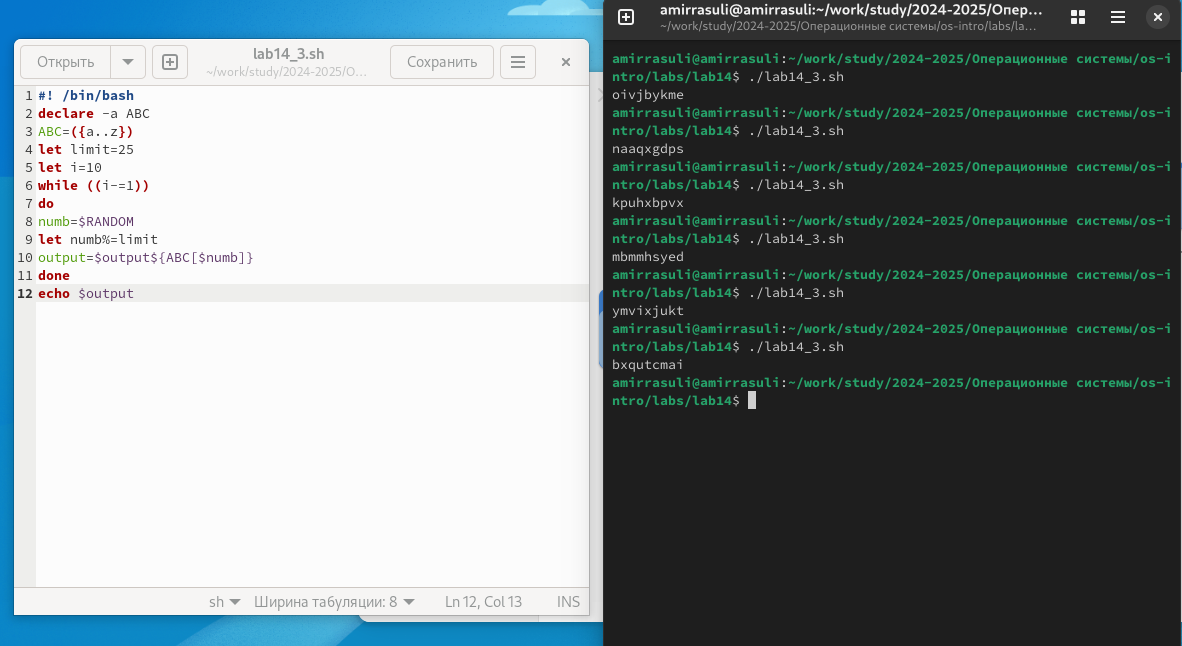 Открыть
lab14_3.sh
~/work/study/2024-2025/О...
Сохранить
1 #! /bin/bash
2 declare -a ABC
3 ABC=({a..z})
4 let limit=25
5 let i=10
6 while ((i-=1))
7 do
8 numb=$RANDOM
9 let numb%=limit
10 output=$output${ABC[$numb]}
11 done
12 echo $output
sh Ширина табуляции: 8 Ln 12, Col 13 INS
amirrasuli@amirrasuli:~/work/study/2024-2025/Опер...
~/work/study/2024-2025/Операционные системы/os-intro/labs/la...
amirrasuli@amirrasuli:~/work/study/2024-2025/Операционные системы/os-i
ntro/labs/lab14$ ./lab14_3.sh
oivjbykme
amirrasuli@amirrasuli:~/work/study/2024-2025/Операционные системы/os-i
ntro/labs/lab14$ ./lab14_3.sh
naaqxgdps
amirrasuli@amirrasuli:~/work/study/2024-2025/Операционные системы/os-i
ntro/labs/lab14$ ./lab14_3.sh
kpuhxbpvx
amirrasuli@amirrasuli:~/work/study/2024-2025/Операционные системы/os-i
ntro/labs/lab14$ ./lab14_3.sh
mbmmhsyed
amirrasuli@amirrasuli:~/work/study/2024-2025/Операционные системы/os-i
ntro/labs/lab14$ ./lab14_3.sh
ymvixjukt
amirrasuli@amirrasuli:~/work/study/2024-2025/Операционные системы/os-i
ntro/labs/lab14$ ./lab14_3.sh
bxqutcmai
amirrasuli@amirrasuli:~/work/study/2024-2025/Операционные системы/os-i
ntro/labs/lab14$